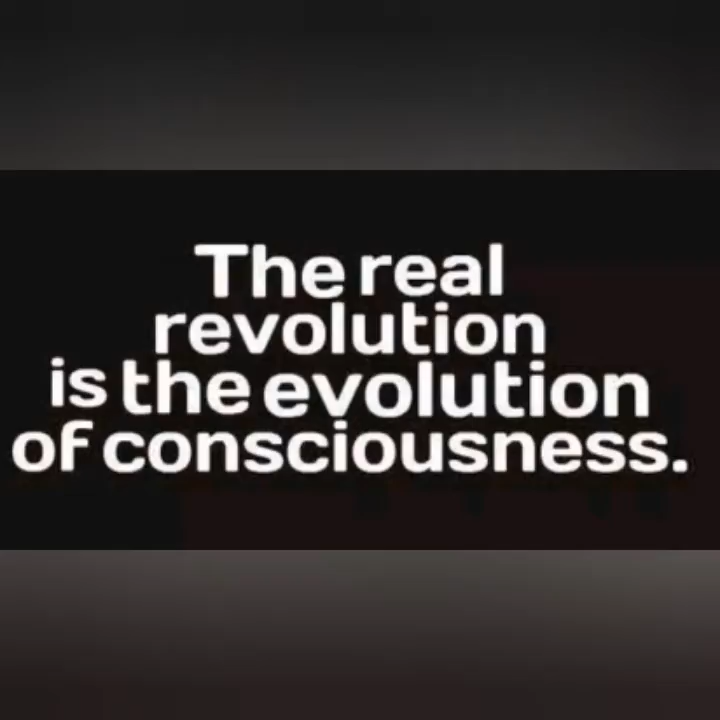 The real
revolution
is the evolution
of consciousness.